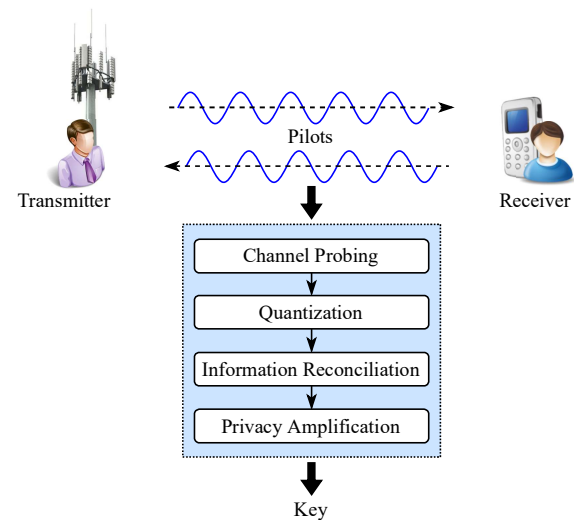 Pilots
Transmitter
Receiver
Channel Probing
Quantization
Information Reconciliation
Privacy Amplification
Key